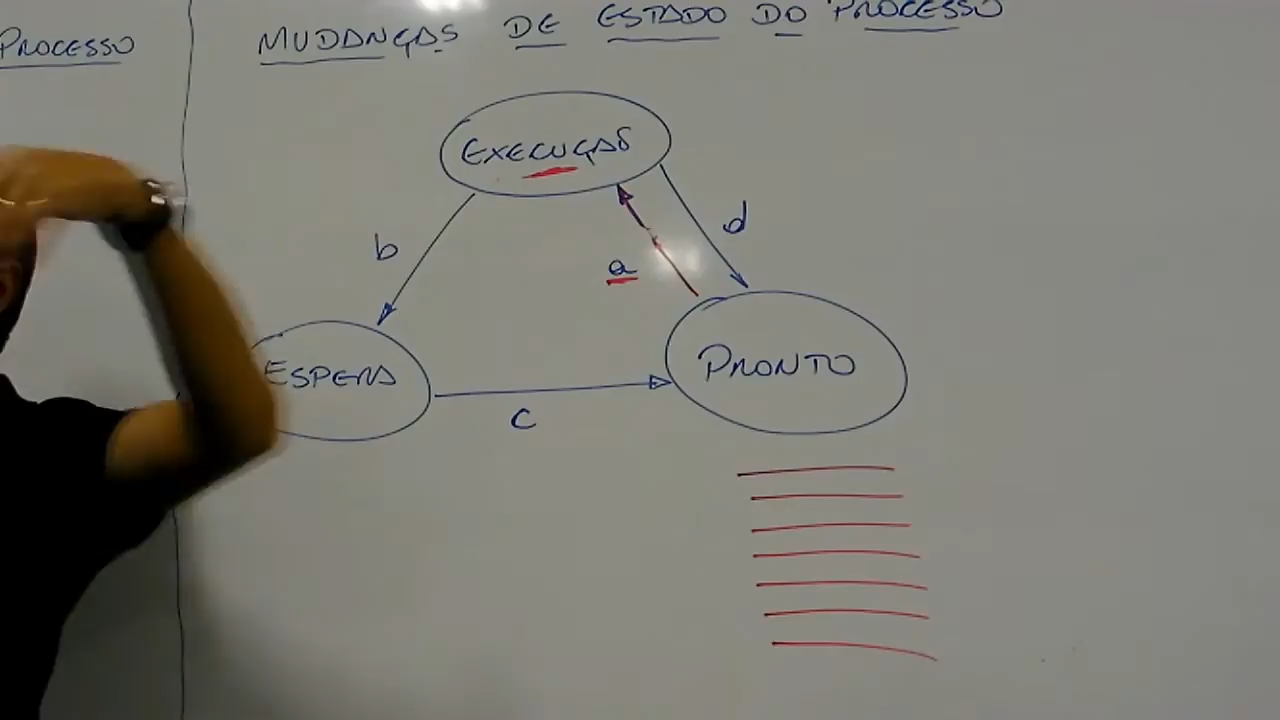 PROCESSO
MUDANÇAS DE ESTADO DO PROCESSO
EXECUÇÃO
b
d
a
ESPERA
PRONTO
c